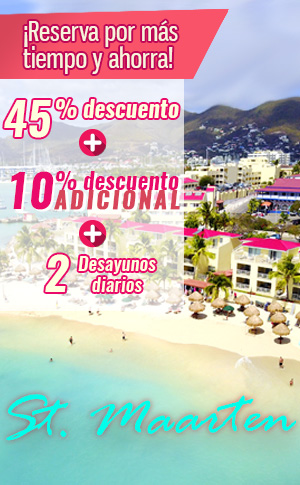 ¡Reserva por más
tiempo y ahorra!
45% descuento
+
10% descuento
ADICIONAL
+
2 Desayunos
diarios
St. Maarten